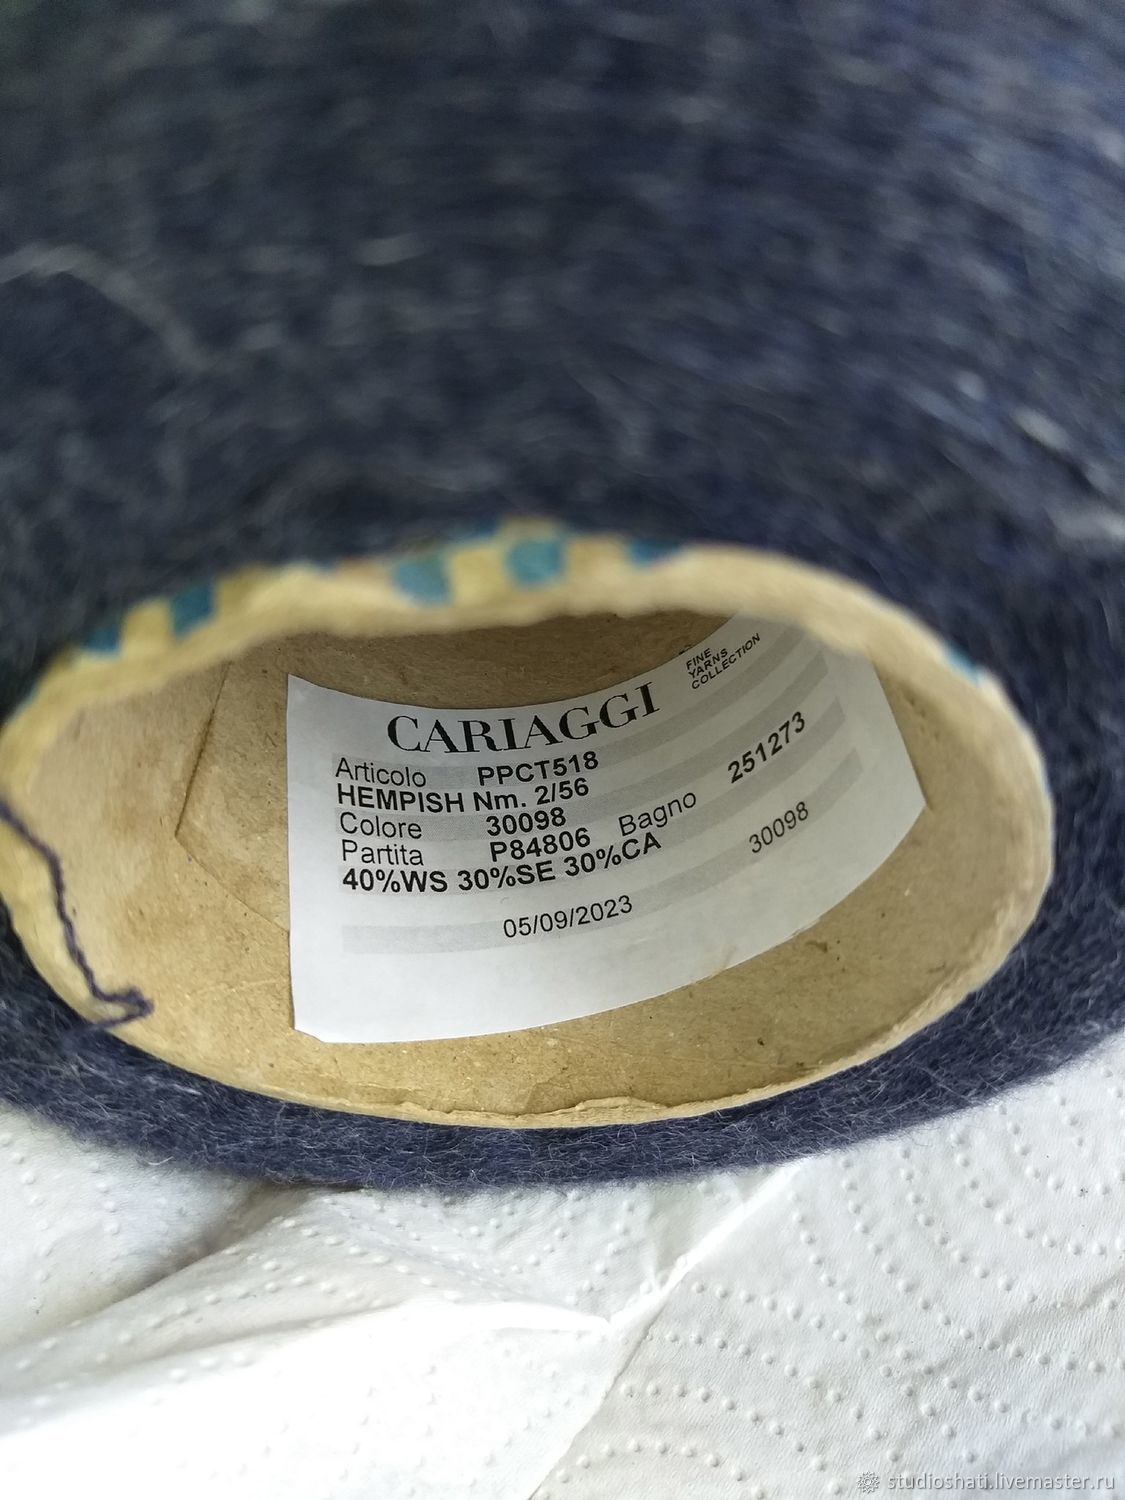 FINE
YARNS
COLLECTION
CARIAGGI
Articolo PPCT518
HEMPISH Nm. 2/56
Colore 30098
Partita P84806 Bagno 251273
40%WS 30%SE 30%CA
30098
05/09/2023
studioshati.livemaster.ru